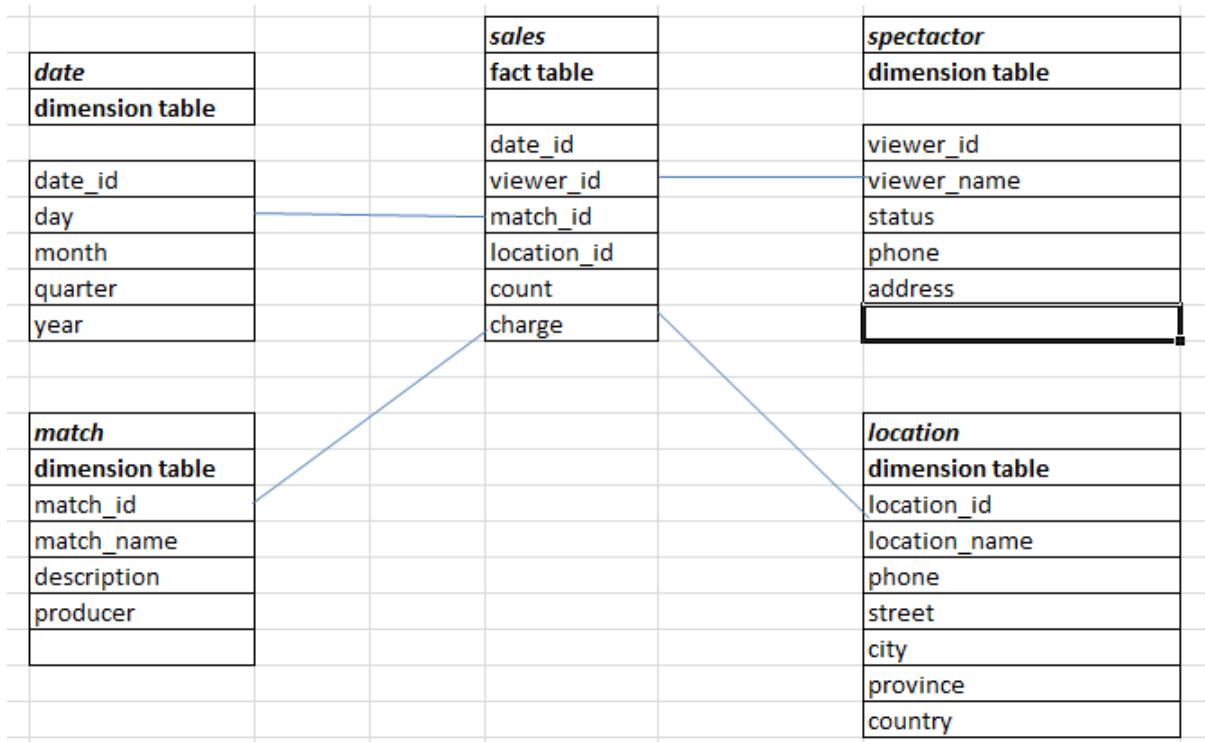 date
dimension table
date_id
day
month
quarter
year
sales
fact table
date_id
viewer_id
match_id
location_id
count
charge
spectactor
dimension table
viewer_id
viewer_name
status
phone
address
match
dimension table
match_id
match_name
description
producer
location
dimension table
location_id
location_name
phone
street
city
province
country